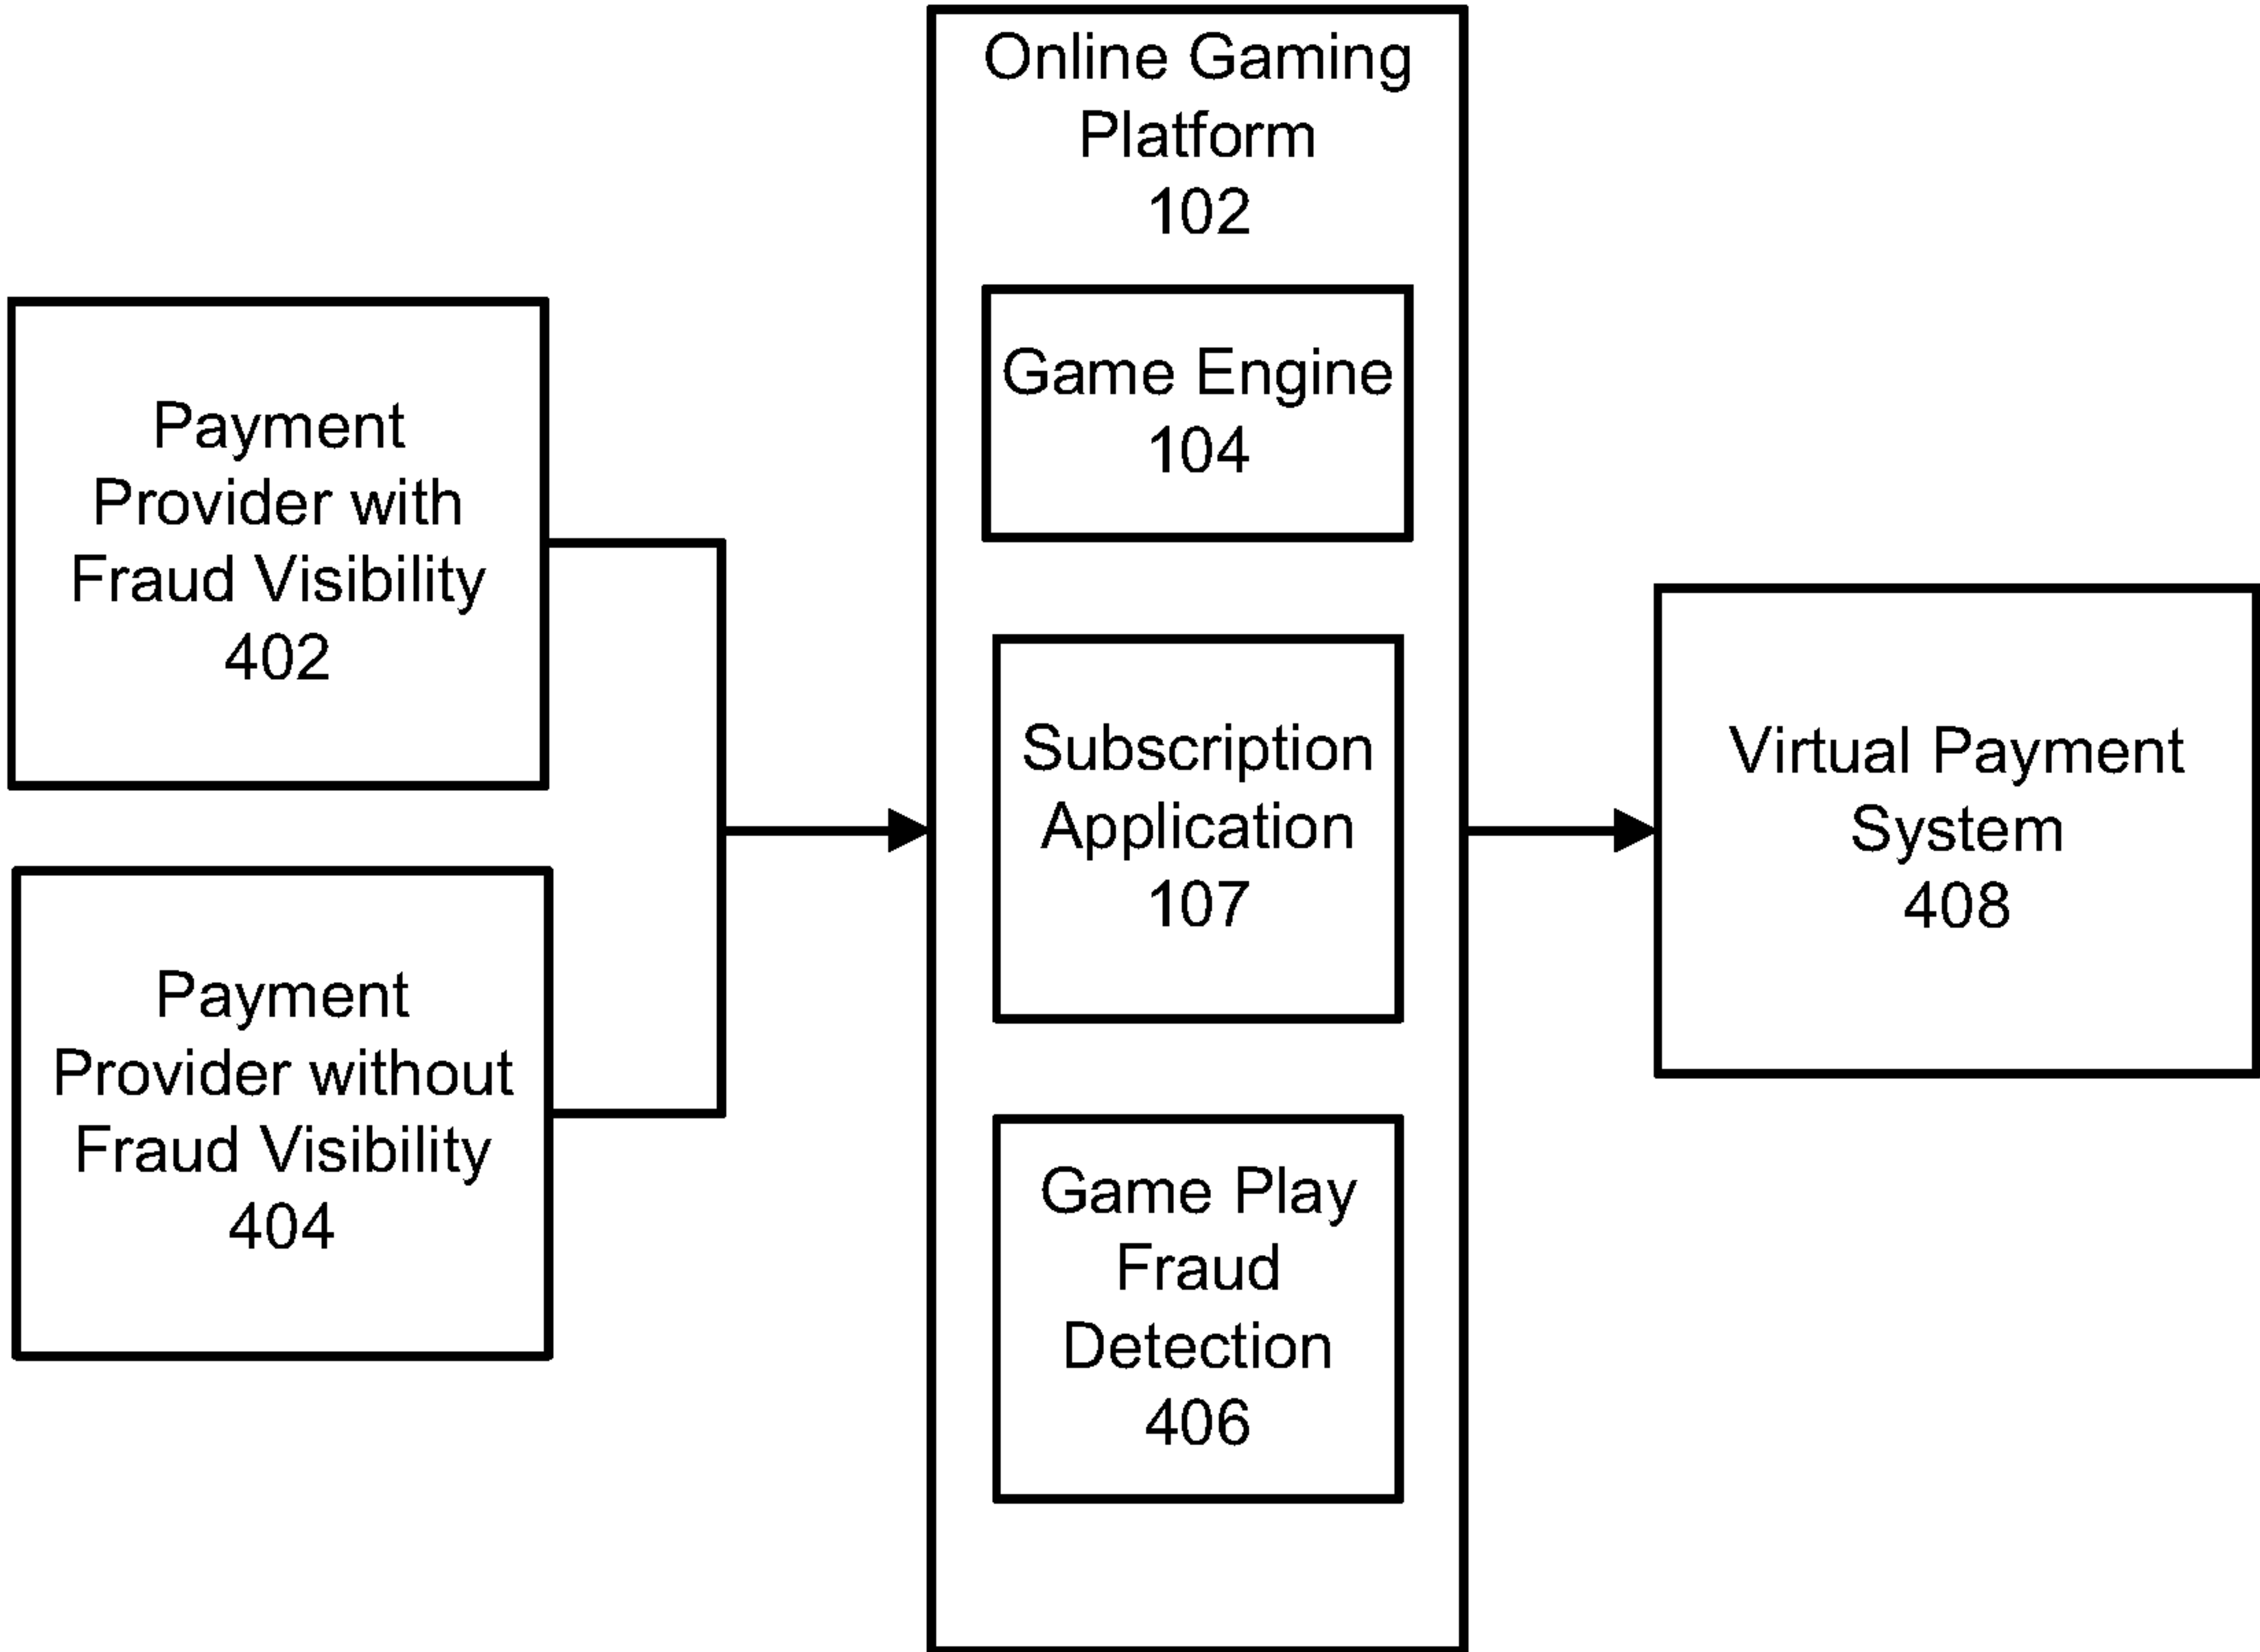 Payment
Provider with
Fraud Visibility
402
Payment
Provider without
Fraud Visibility
404
Online Gaming
Platform
102
Game Engine
104
Subscription
Application
107
Game Play
Fraud
Detection
406
Virtual Payment
System
408